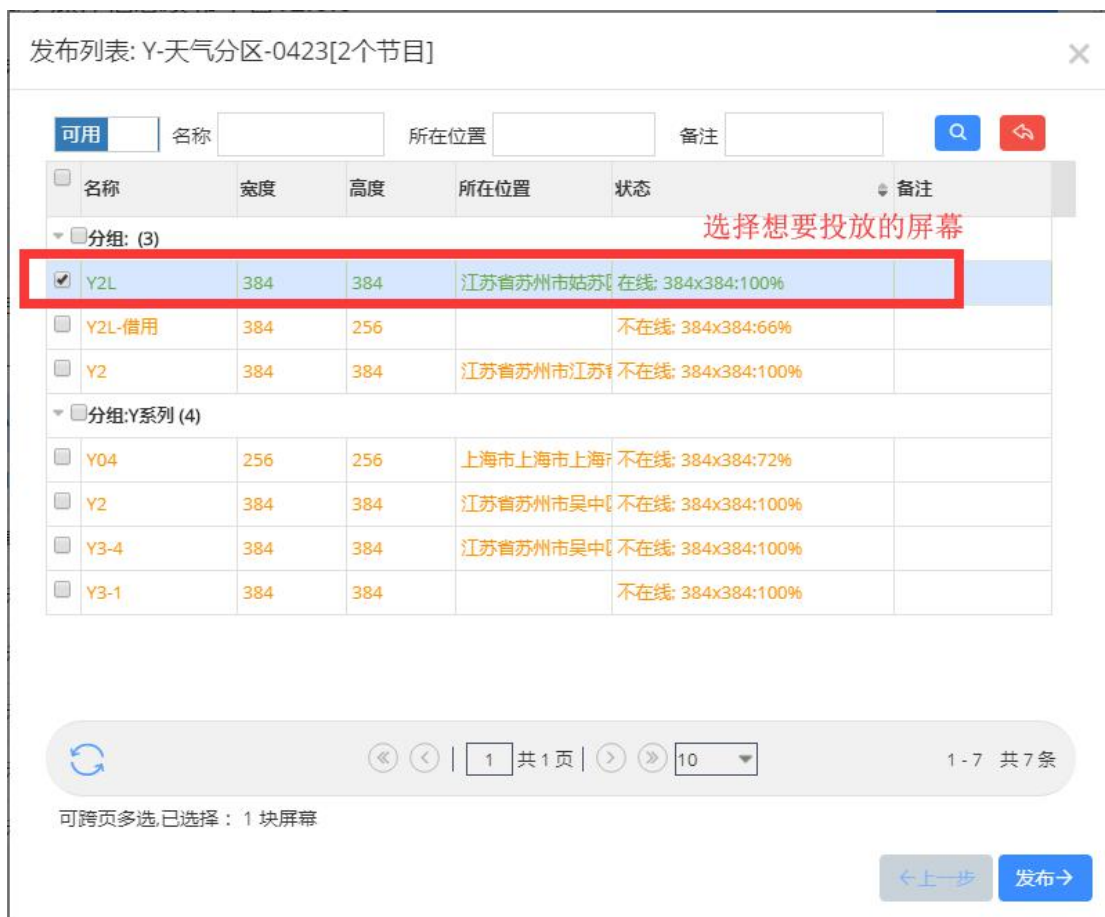 发布列表: Y-天气分区-0423[2个节目]
可用 名称 所在位置 备注
名称 宽度 高度 所在位置 状态 备注
选择想要投放的屏幕
分组: (3)
Y2L 384 384 江苏省苏州市姑苏区 在线; 384x384:100%
Y2L-借用 384 256 不在线; 384x384:66%
Y2 384 384 江苏省苏州市江苏 不在线; 384x384:100%
分组:Y系列 (4)
Y04 256 256 上海市上海市上海 不在线; 384x384:72%
Y2 384 384 江苏省苏州市吴中区 不在线; 384x384:100%
Y3-4 384 384 江苏省苏州市吴中区 不在线; 384x384:100%
Y3-1 384 384 不在线; 384x384:100%
1 共 1 页 10 1 - 7 共 7 条
可跨页多选,已选择： 1 块屏幕
上一步 发布